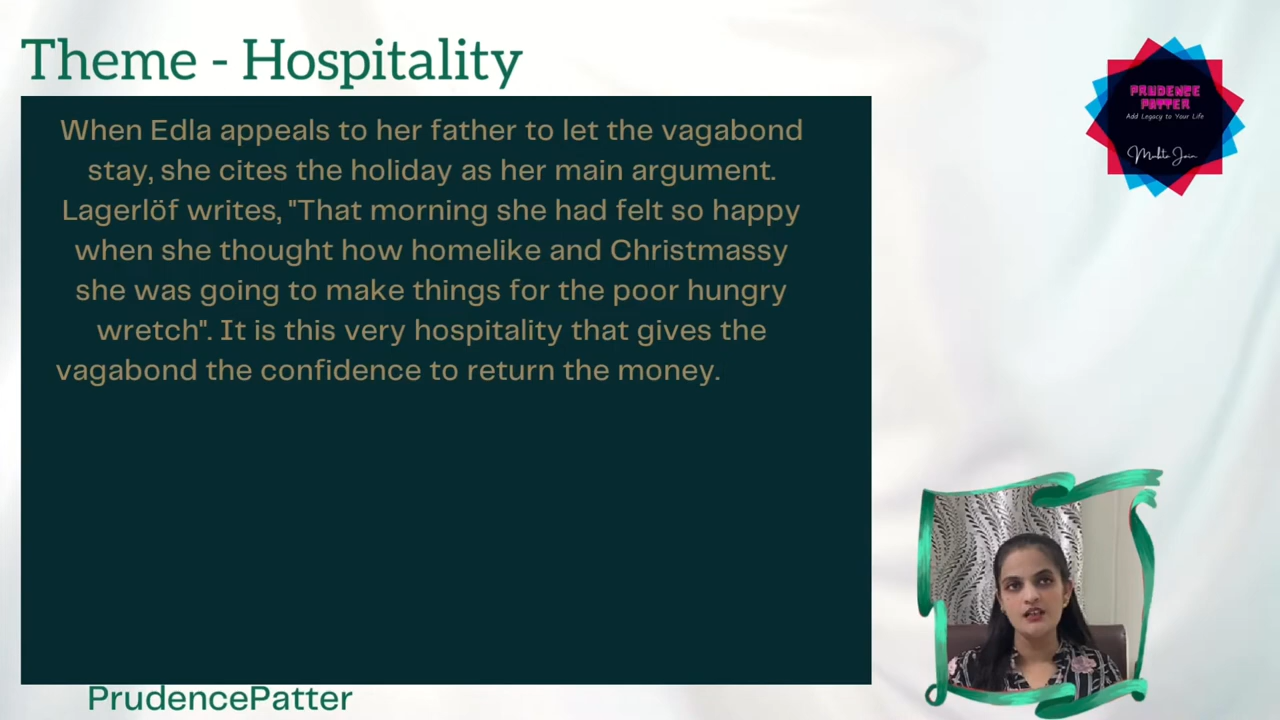 Theme - Hospitality
When Edla appeals to her father to let the vagabond
stay, she cites the holiday as her main argument.
Lagerlöf writes, "That morning she had felt so happy
when she thought how homelike and Christmassy
she was going to make things for the poor hungry
wretch". It is this very hospitality that gives the
vagabond the confidence to return the money.
PRUDENCE
PATTER
Add Legacy to Your Life
PrudencePatter